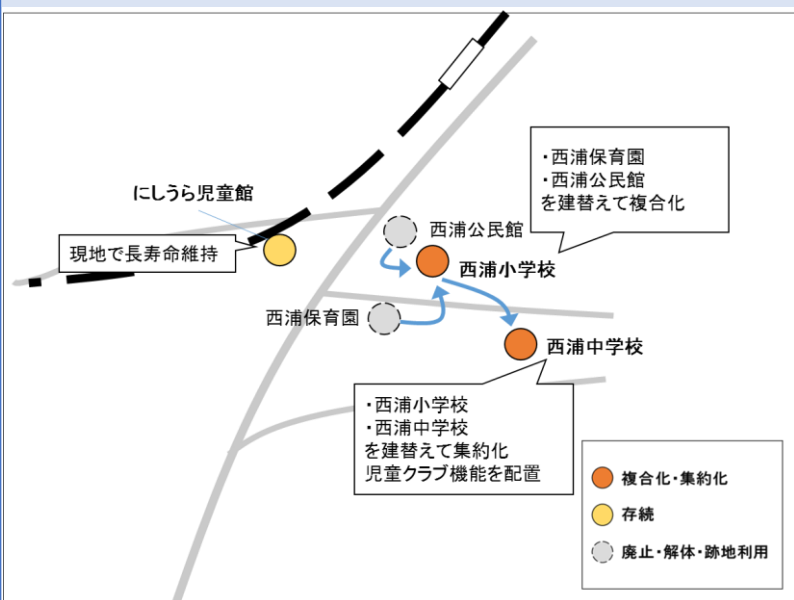 ・西浦保育園
・西浦公民館
を建替えて複合化
にしうら児童館
現地で長寿命維持
西浦公民館
西浦小学校
西浦保育園
西浦中学校
・西浦小学校
・西浦中学校
を建替えて集約化
児童クラブ機能を配置
複合化・集約化
存続
廃止・解体・跡地利用